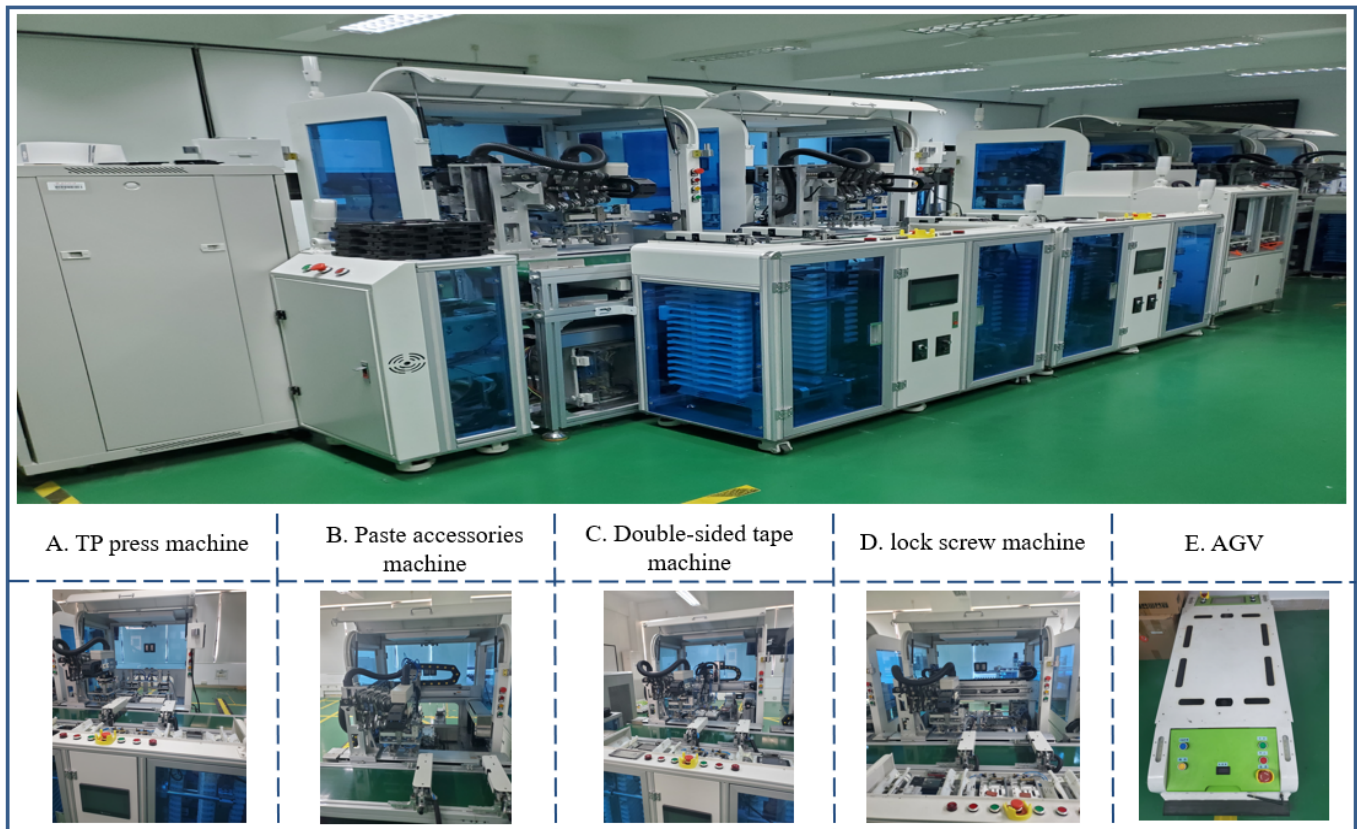 A. TP press machine
B. Paste accessories
machine
C. Double-sided tape
machine
D. lock screw machine
E. AGV